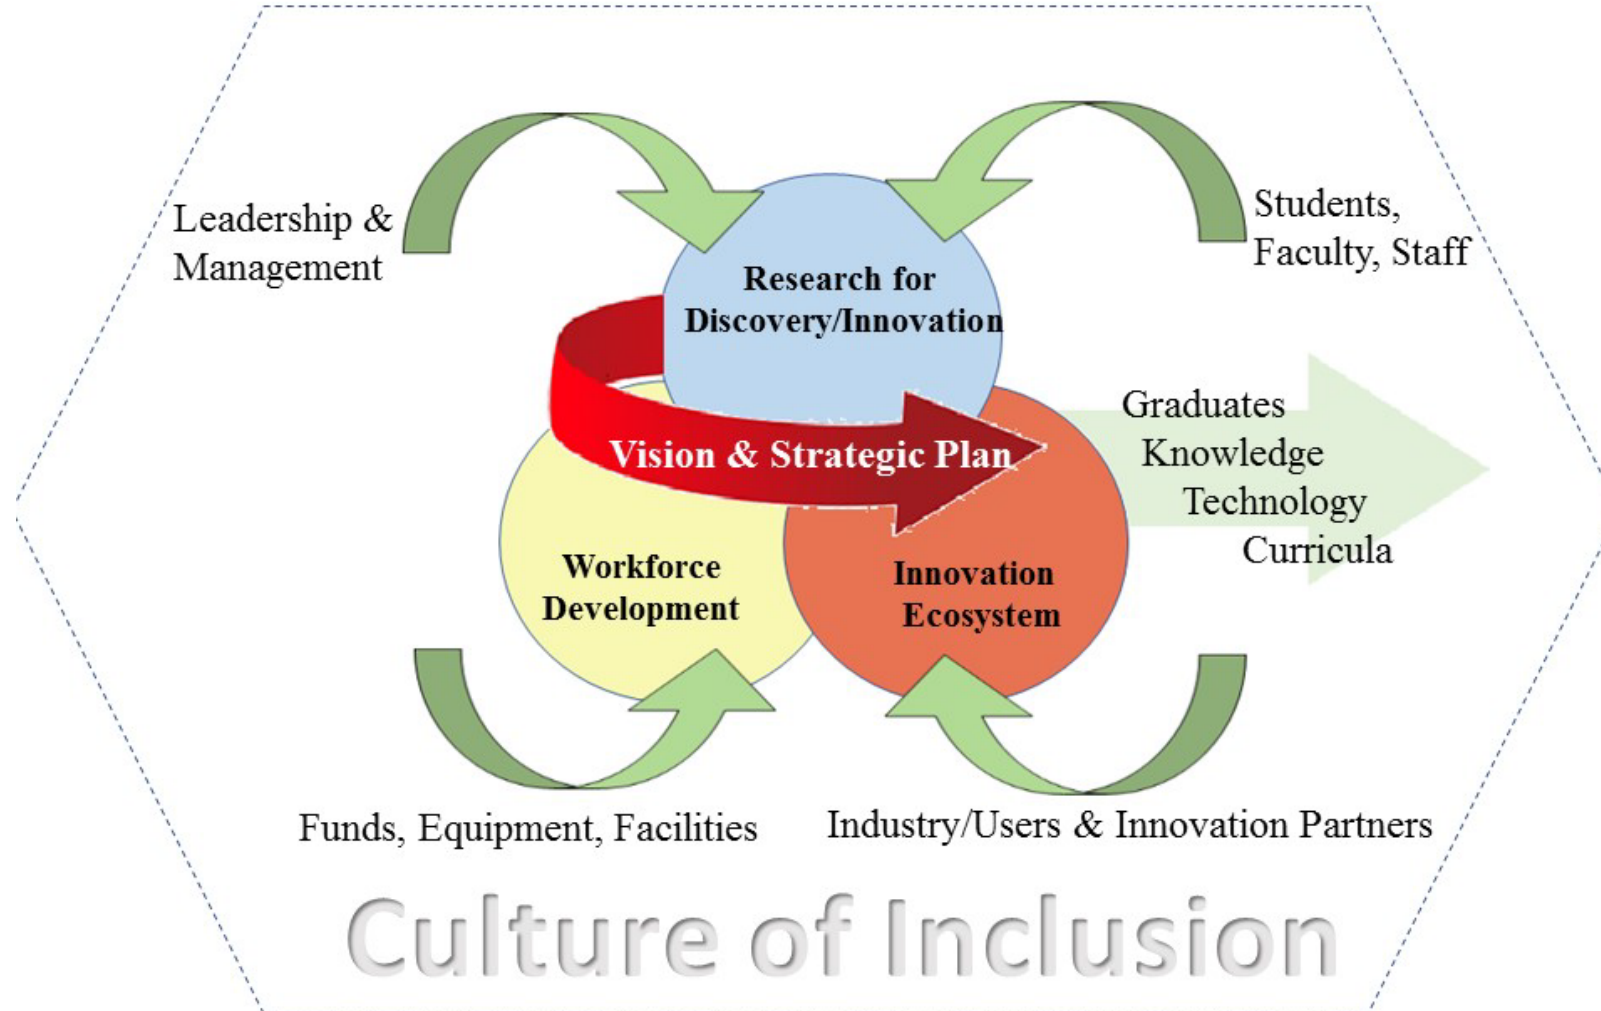 Leadership &
Management
Students,
Faculty, Staff
Research for
Discovery/Innovation
Vision & Strategic Plan
Graduates
Knowledge
Technology
Curricula
Workforce
Development
Innovation
Ecosystem
Funds, Equipment, Facilities
Industry/Users & Innovation Partners
Culture of Inclusion